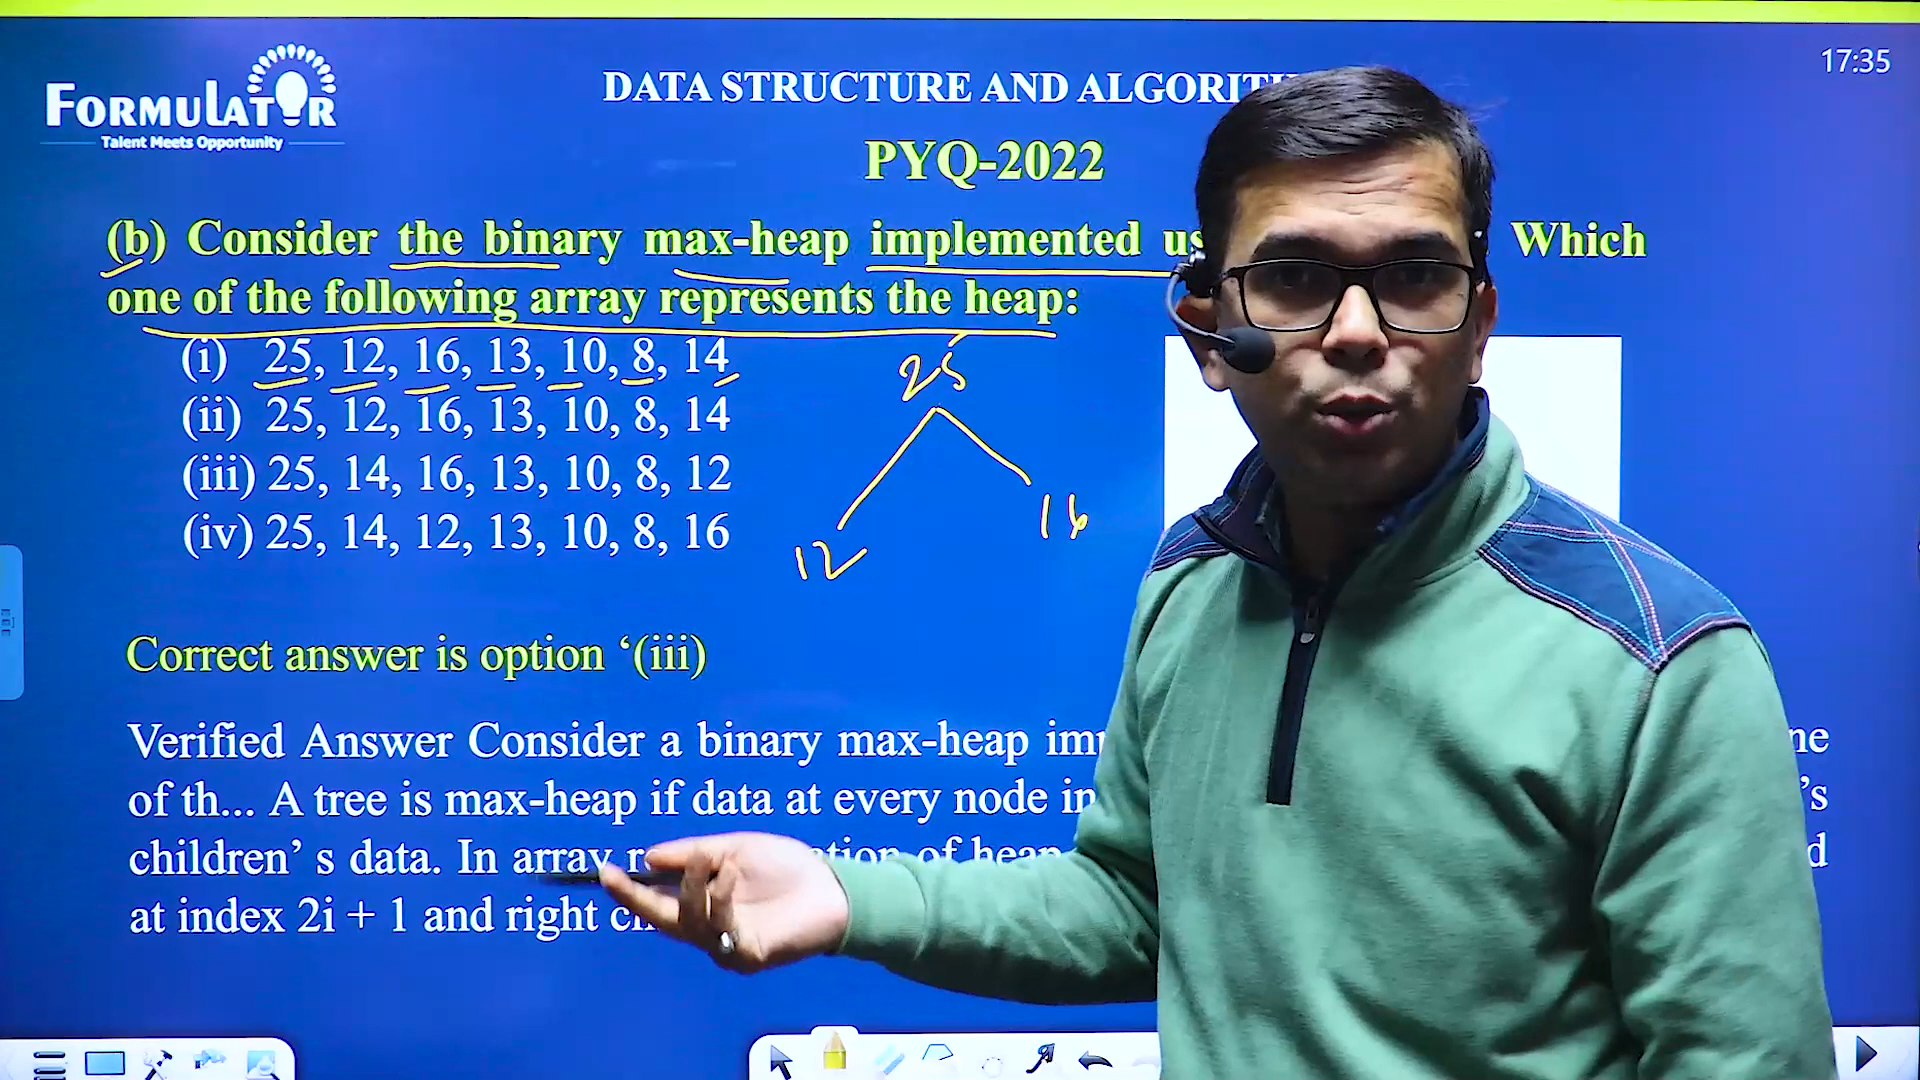 17:35
FORMULATOR
Talent Meets Opportunity
DATA STRUCTURE AND
PYQ-2022
(b) Consider the binary max-heap implemented Which
one of the following array represents the heap:
(i) 25, 12, 16, 13, 10, 8, 14
(ii) 25, 12, 16, 13, 10, 8, 14
(iii) 25, 14, 16, 13, 10, 8, 12
(iv) 25, 14, 12, 13, 10, 8, 16
25
12
16
Correct answer is option ‘(iii)
Verified Answer Consider a binary max-heap
of th... A tree is max-heap if data at every node in
children’ s data. In array of heap
at index 2i + 1 and right